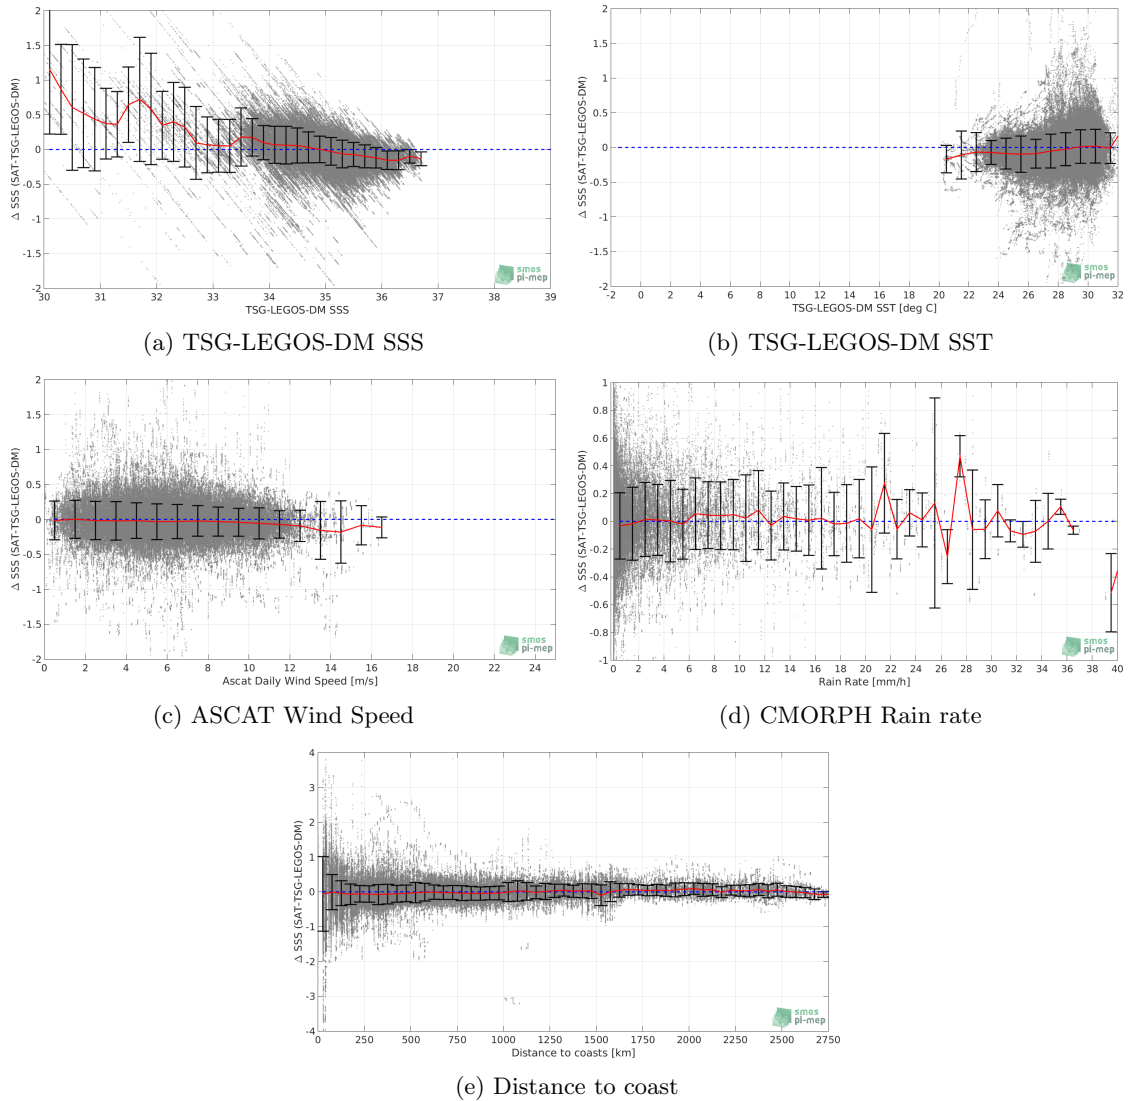 2
1.5
1
0.5
0
-0.5
-1
-1.5
-2
Δ SSS (SAT-TSG-LEGOS-DM)
30 31 32 33 34 35 36 37 38 39
TSG-LEGOS-DM SSS
smos
pi-mep
(a) TSG-LEGOS-DM SSS
2
1.5
1
0.5
0
-0.5
-1
-1.5
-2
Δ SSS (SAT-TSG-LEGOS-DM)
-2 0 2 4 6 8 10 12 14 16 18 20 22 24 26 28 30 32
TSG-LEGOS-DM SST [deg C]
smos
pi-mep
(b) TSG-LEGOS-DM SST
2
1.5
1
0.5
0
-0.5
-1
-1.5
-2
Δ SSS (SAT-TSG-LEGOS-DM)
0 2 4 6 8 10 12 14 16 18 20 22 24
Ascat Daily Wind Speed [m/s]
smos
pi-mep
(c) ASCAT Wind Speed
1
0.8
0.6
0.4
0.2
0
-0.2
-0.4
-0.6
-0.8
-1
Δ SSS (SAT-TSG-LEGOS-DM)
0 2 4 6 8 10 12 14 16 18 20 22 24 26 28 30 32 34 36 38 40
Rain Rate [mm/h]
smos
pi-mep
(d) CMORPH Rain rate
4
3
2
1
0
-1
-2
-3
-4
Δ SSS (SAT-TSG-LEGOS-DM)
0 250 500 750 1000 1250 1500 1750 2000 2250 2500 2750
Distance to coasts [km]
smos
pi-mep
(e) Distance to coast